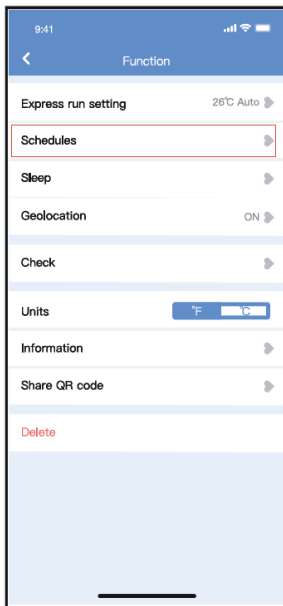 9:41
Function
Express run setting 26℃ Auto
Schedules
Sleep
Geolocation ON
Check
Units °F ℃
Information
Share QR code
Delete